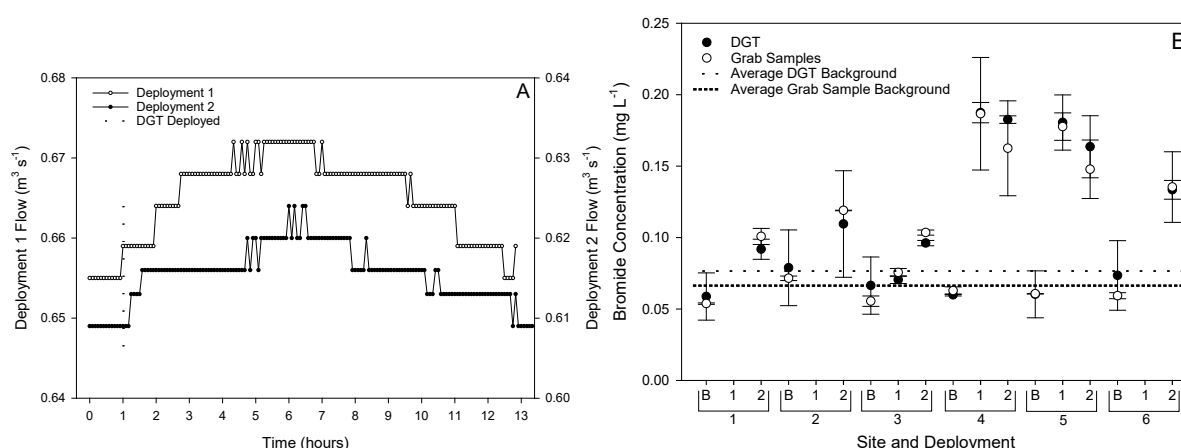 A
Deployment 1
Deployment 2
DGT Deployed
0.68
0.67
0.66
0.65
0.64
Deployment 1 Flow (m³ s⁻¹)
0.64
0.63
0.62
0.61
0.60
Deployment 2 Flow (m³ s⁻¹)
0 1 2 3 4 5 6 7 8 9 10 11 12 13
Time (hours)
B
DGT
Grab Samples
Average DGT Background
Average Grab Sample Background
0.25
0.20
0.15
0.10
0.05
0.00
Bromide Concentration (mg L⁻¹)
B 1 2 B 1 2 B 1 2 B 1 2 B 1 2 B 1 2
1 2 3 4 5 6
Site and Deployment